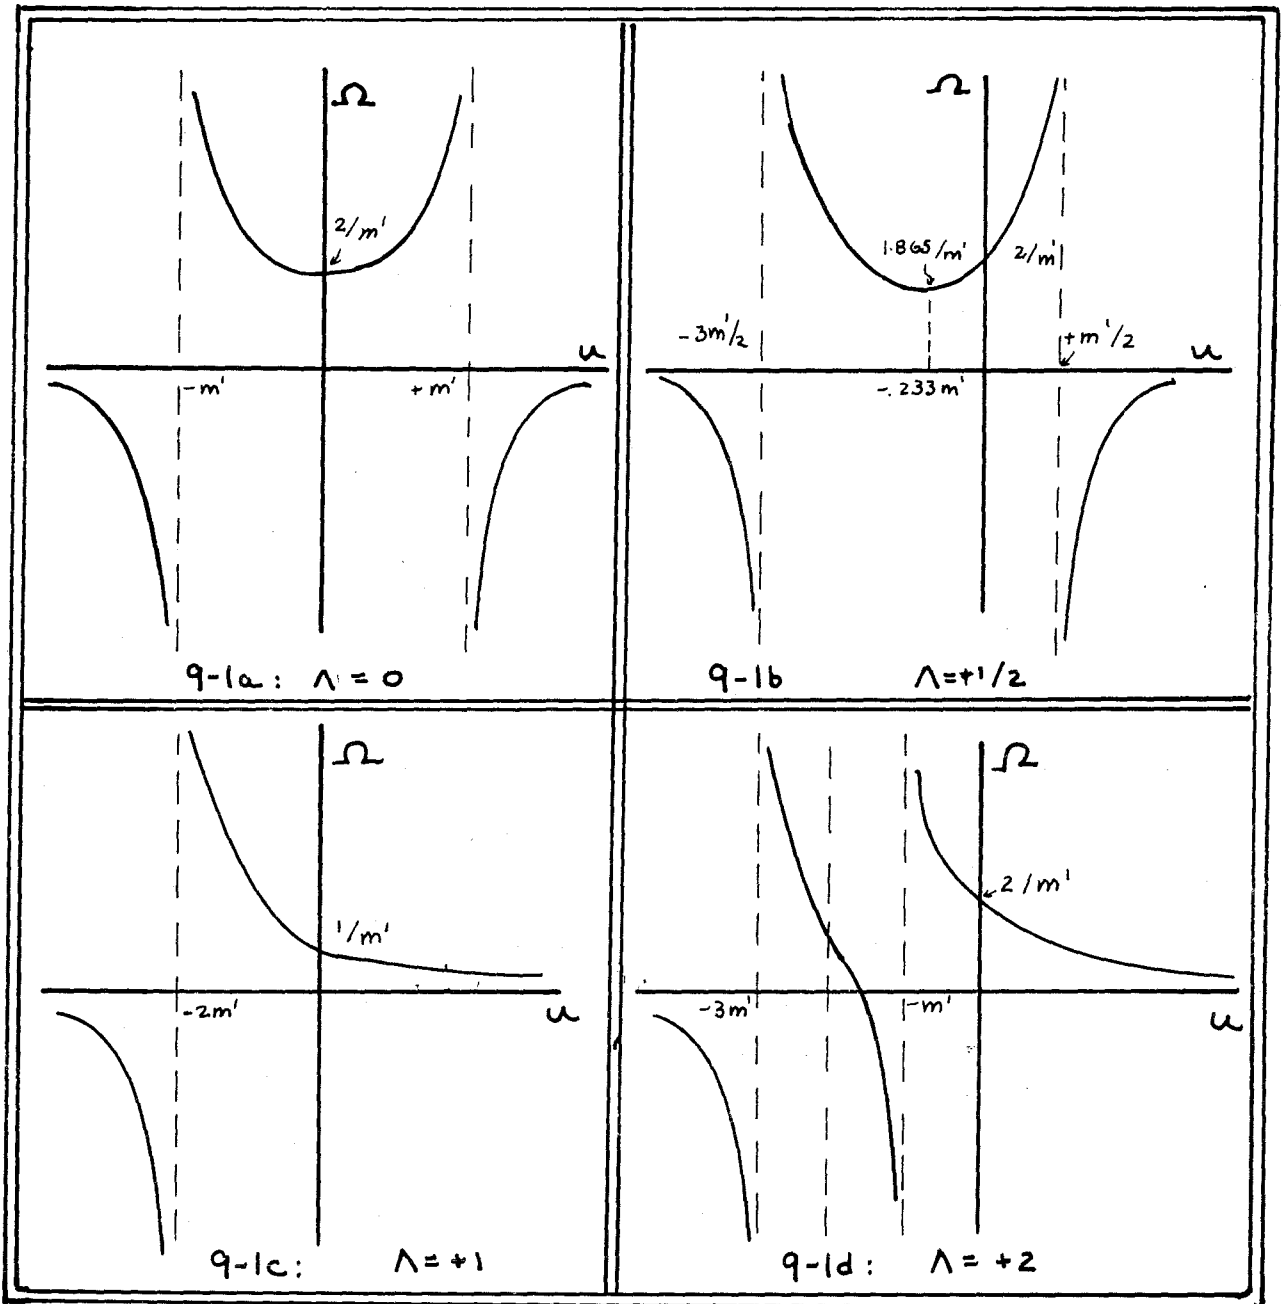 Ω
2/m'
u
-m'
+m'
9-1a: Λ = 0
Ω
1.865/m'
2/m'
-3m'/2
+m'/2
u
-.233m'
9-1b Λ=+1/2
Ω
1/m'
-2m'
u
9-1c: Λ = +1
Ω
2/m'
-3m'
-m'
u
9-1d: Λ = +2